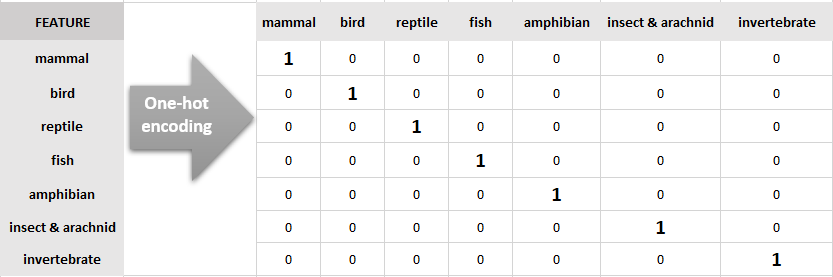 FEATURE mammal bird reptile fish amphibian insect & arachnid invertebrate
mammal 1 0 0 0 0 0 0
bird 0 1 0 0 0 0 0
reptile 0 0 1 0 0 0 0
fish 0 0 0 1 0 0 0
amphibian 0 0 0 0 1 0 0
insect & arachnid 0 0 0 0 0 1 0
invertebrate 0 0 0 0 0 0 1
One-hot
encoding